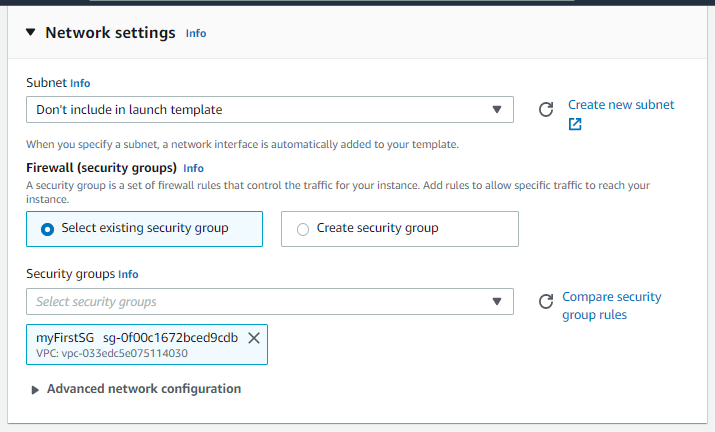 Network settings Info
Subnet Info
Don't include in launch template
Create new subnet
When you specify a subnet, a network interface is automatically added to your template.
Firewall (security groups) Info
A security group is a set of firewall rules that control the traffic for your instance. Add rules to allow specific traffic to reach your
instance.
Select existing security group
Create security group
Security groups Info
Select security groups
Compare security
group rules
myFirstSG sg-0f00c1672bced9cdb
VPC: vpc-033edc5e075114030
Advanced network configuration